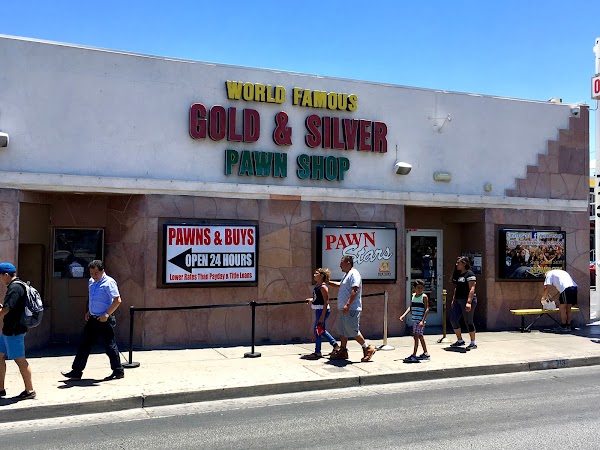 WORLD FAMOUS
GOLD & SILVER
PAWN SHOP
PAWNS & BUYS
OPEN 24 HOURS
Lower Rates Than Payday & Title Loans
PAWN
Stars